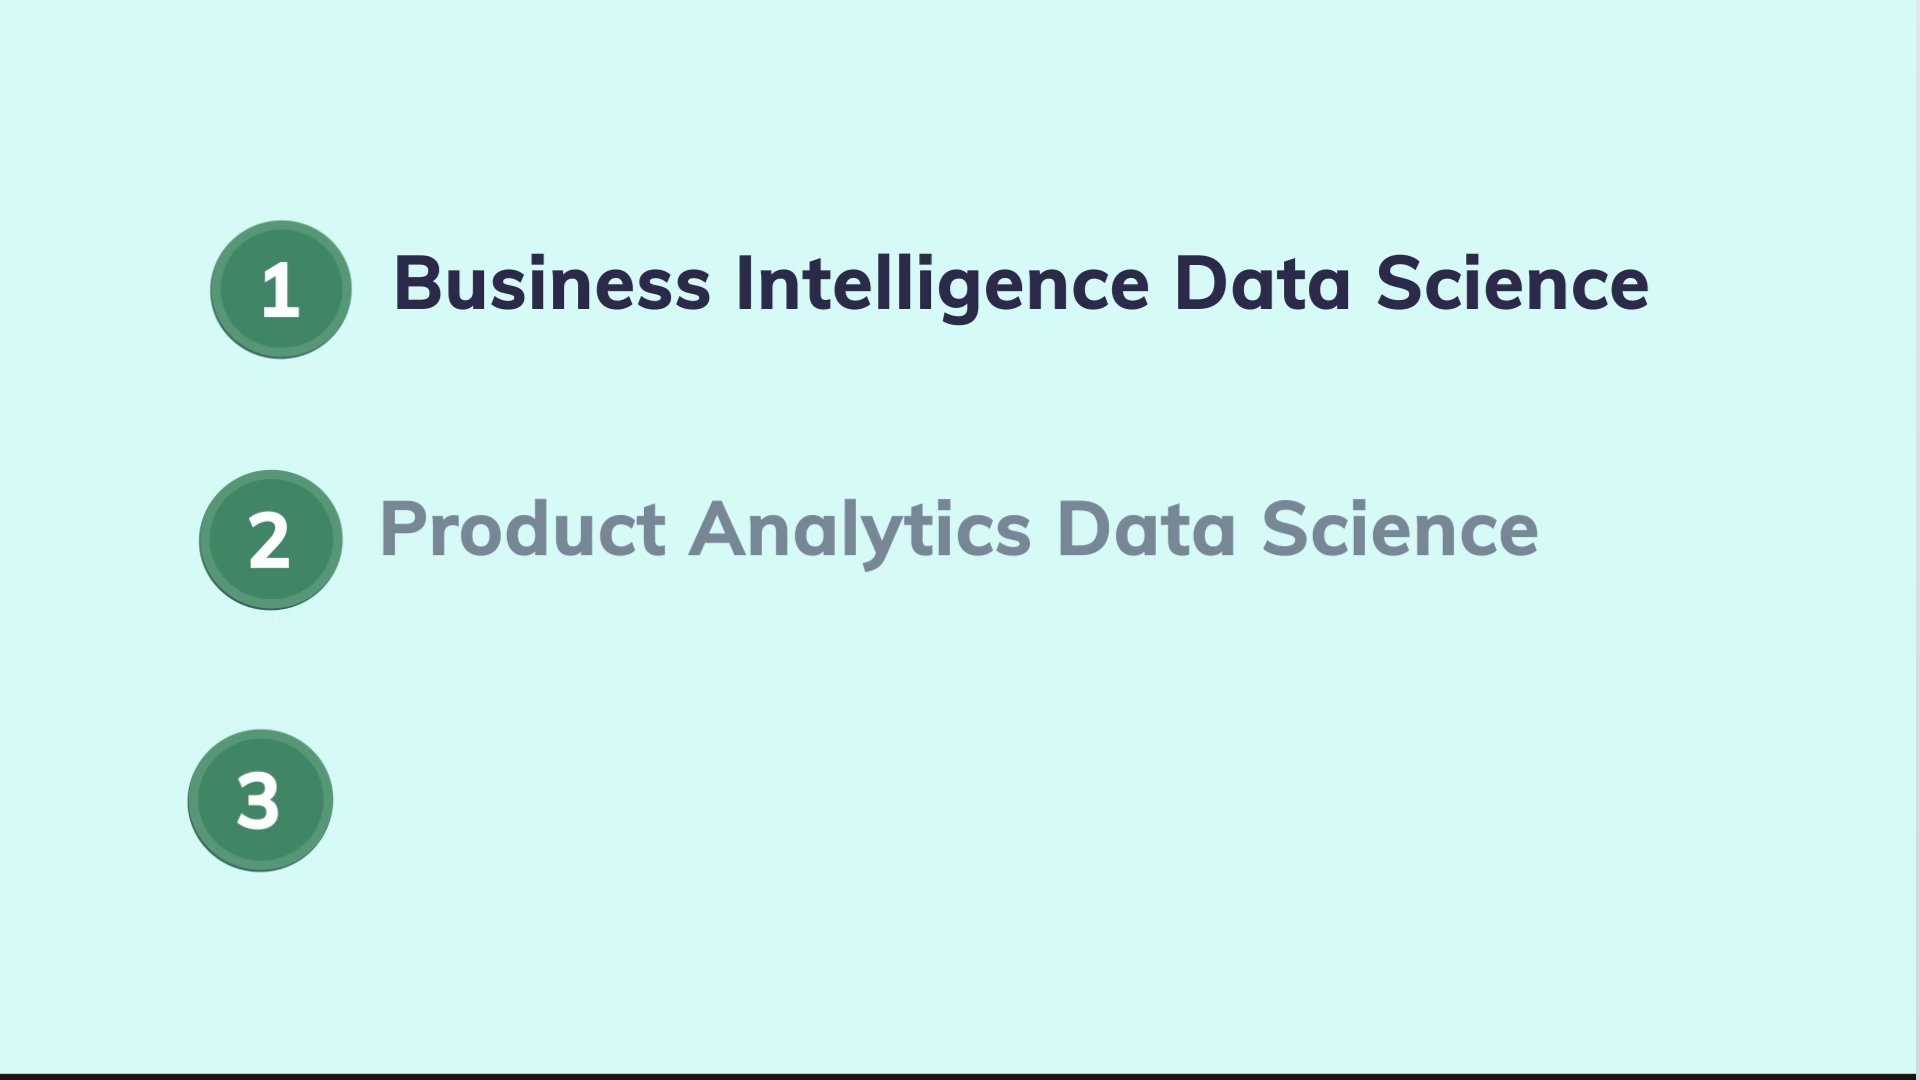 1 Business Intelligence Data Science
2 Product Analytics Data Science
3